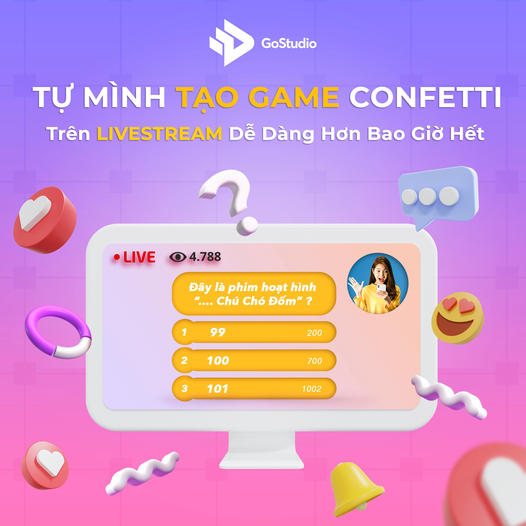 GoStudio
TỰ MÌNH TẠO GAME CONFETTI
Trên LIVESTREAM Dễ Dàng Hơn Bao Giờ Hết
LIVE 4.788
Đây là phim hoạt hình
".... Chú Chó Đốm" ?
1 99 200
2 100 700
3 101 1002